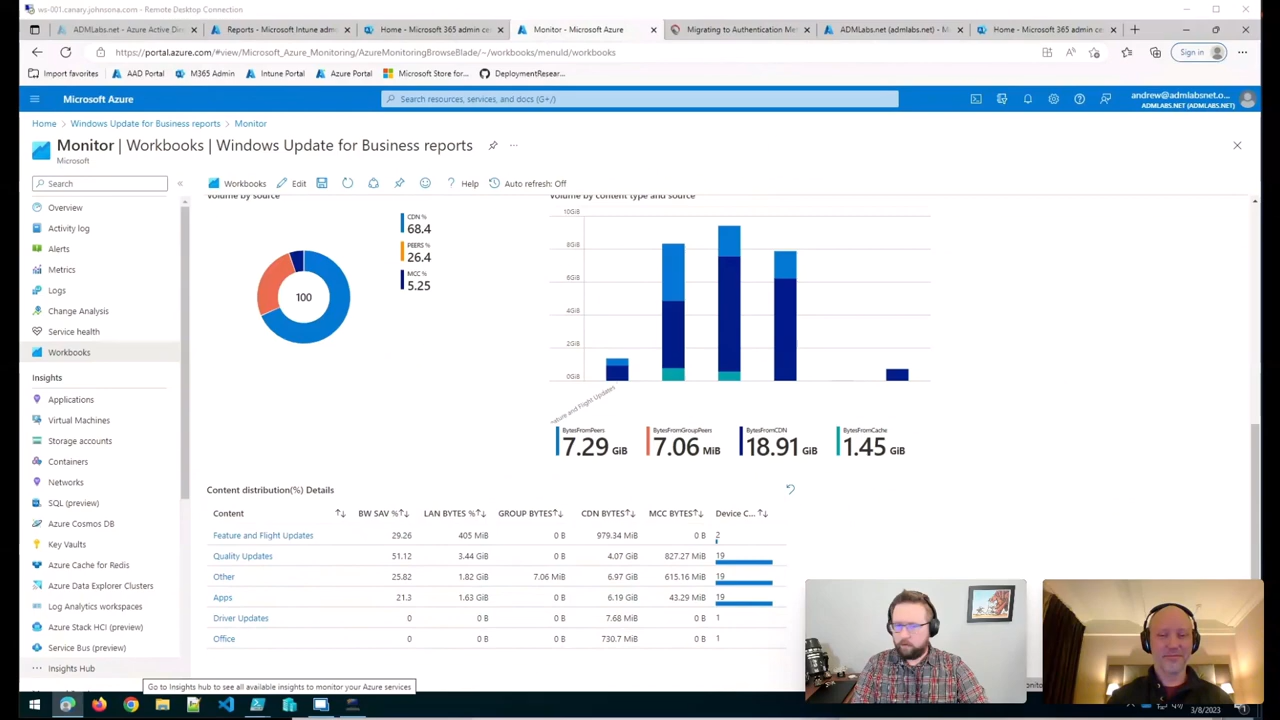 ws-001.canary.johnsona.com - Remote Desktop Connection
ADMLabs.net - Azure Active Dire
Reports - Microsoft Intune admin
Home - Microsoft 365 admin ce
Monitor - Microsoft Azure
Migrating to Authentication Me
ADMLabs.net (admlabs.net) - M
Home - Microsoft 365 admin ce
https://portal.azure.com/#view/Microsoft_Azure_Monitoring/AzureMonitoringBrowseBlade/~/workbooks/menuId/workbooks
Sign in
Import favorites
AAD Portal
M365 Admin
Intune Portal
Azure Portal
Microsoft Store for...
DeploymentResear...
Microsoft Azure
Search resources, services, and docs (G+/)
andrew@admlabsnet.o...
ADMLABS.NET (ADMLABS.NET)
Home > Windows Update for Business reports > Monitor
Monitor | Workbooks | Windows Update for Business reports
Microsoft
Search
Workbooks
Edit
Help
Auto refresh: Off
Overview
Activity log
Alerts
Metrics
Logs
Change Analysis
Service health
Workbooks
Insights
Applications
Virtual Machines
Storage accounts
Containers
Networks
SQL (preview)
Azure Cosmos DB
Key Vaults
Azure Cache for Redis
Azure Data Explorer Clusters
Log Analytics workspaces
Azure Stack HCI (preview)
Service Bus (preview)
Insights Hub
Go to Insights hub to see all available insights to monitor your Azure services
Volume by source
100
CDN %
68.4
PEERS %
26.4
MCC %
5.25
Volume by content type and source
10GiB
8GiB
6GiB
4GiB
2GiB
0GiB
ature and Flight Updates
BytesFromPeers
7.29 GiB
BytesFromGroupPeers
7.06 MiB
BytesFromCDN
18.91 GiB
BytesFromCache
1.45 GiB
Content distribution(%) Details
Content BW SAV % LAN BYTES % GROUP BYTES CDN BYTES MCC BYTES Device C...
Feature and Flight Updates 29.26 405 MiB 0 B 979.34 MiB 0 B 2
Quality Updates 51.12 3.44 GiB 0 B 4.07 GiB 827.27 MiB 19
Other 25.82 1.82 GiB 7.06 MiB 6.97 GiB 615.16 MiB 19
Apps 21.3 1.63 GiB 0 B 6.19 GiB 43.29 MiB 19
Driver Updates 0 0 B 0 B 7.68 MiB 0 B 1
Office 0 0 B 0 B 730.7 MiB 0 B 1
3/8/2023